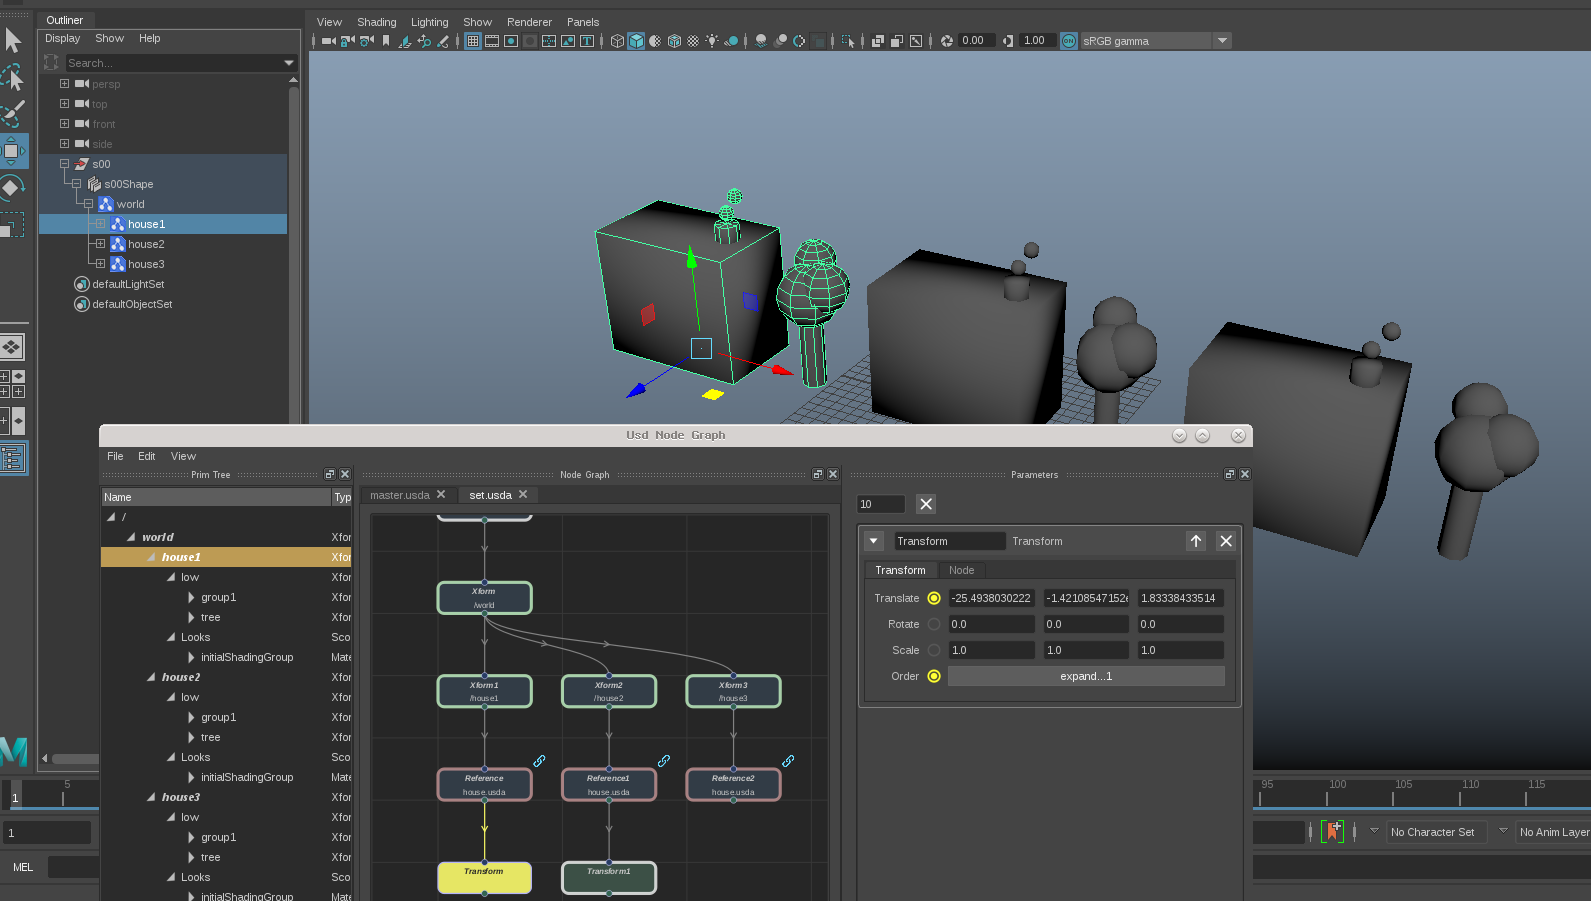 Outliner
Display Show Help
Search...
persp
top
front
side
s00
s00Shape
world
house1
house2
house3
defaultLightSet
defaultObjectSet
View Shading Lighting Show Renderer Panels
0.00 1.00 sRGB gamma
Usd Node Graph
File Edit View
Prim Tree
Name Typ
/
world Xfor
house1 Xfor
low Xfor
group1 Xfor
tree Xfor
Looks Sco
initialShadingGroup Mate
house2 Xfor
low Xfor
group1 Xfor
tree Xfor
Looks Sco
initialShadingGroup Mate
house3 Xfor
low Xfor
group1 Xfor
tree Xfor
Looks Sco
initialShadingGroup Mate
Node Graph
master.usda set.usda
Xform
/world
Xform1
/house1
Xform2
/house2
Xform3
/house3
Reference
house.usda
Reference1
house.usda
Reference2
house.usda
Transform
Transform1
Parameters
10
Transform Transform
Transform Node
Translate -25.4938030222 -1.42108547152e 1.83338433514
Rotate 0.0 0.0 0.0
Scale 1.0 1.0 1.0
Order expand...1
1 5
95 100 105 110 115
1
No Character Set No Anim Layer
MEL